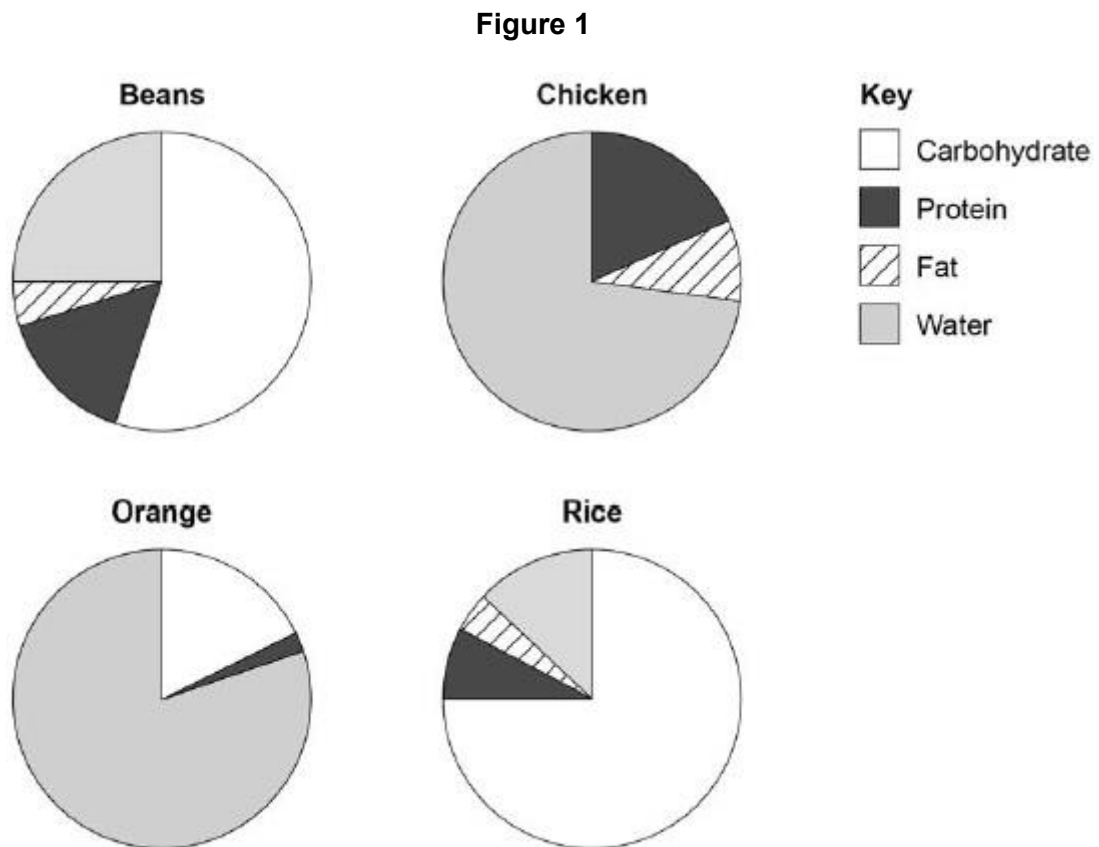 Figure 1
Beans
Chicken
Key
Carbohydrate
Protein
Fat
Water
Orange
Rice